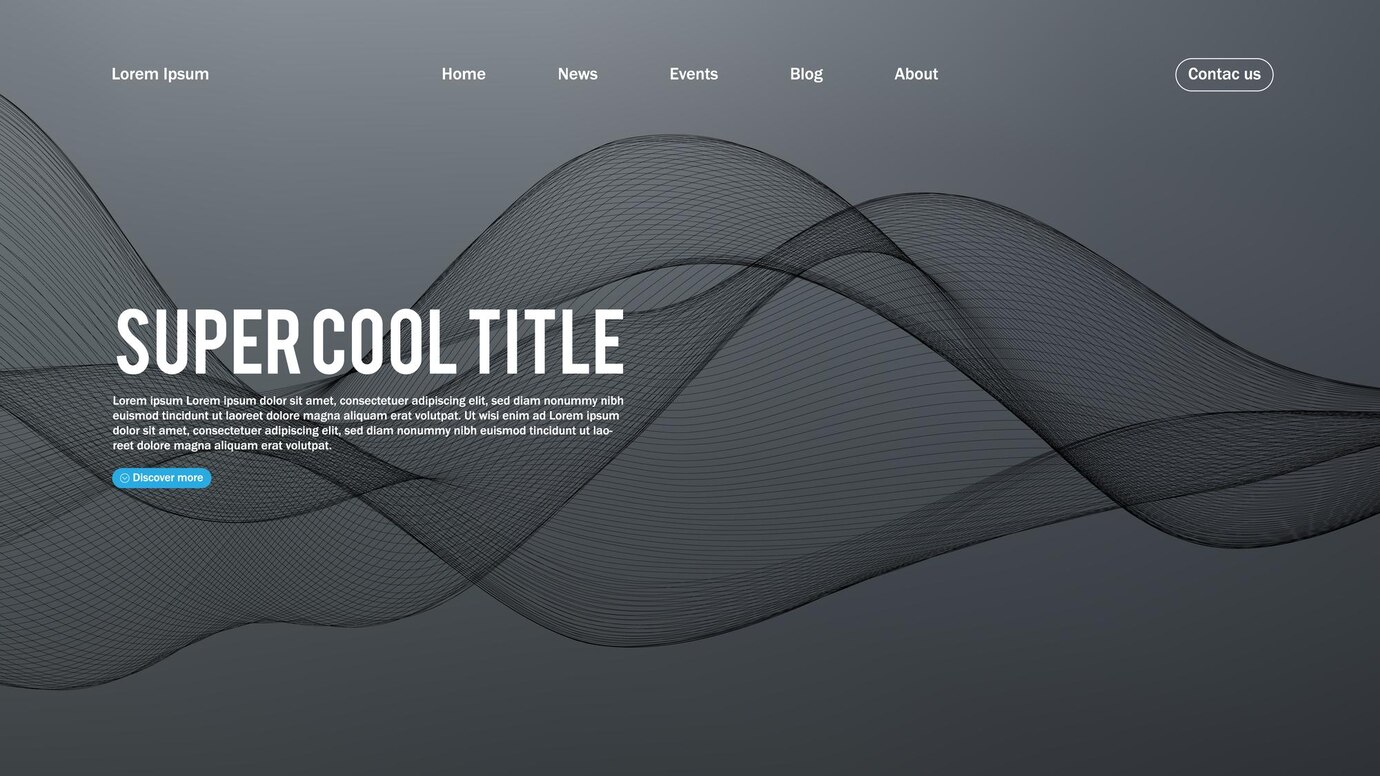 Lorem Ipsum
Home
News
Events
Blog
About
Contac us
SUPER COOL TITLE
Lorem ipsum Lorem ipsum dolor sit amet, consectetuer adipiscing elit, sed diam nonummy nibh
euismod tincidunt ut laoreet dolore magna aliquam erat volutpat. Ut wisi enim ad Lorem ipsum
dolor sit amet, consectetuer adipiscing elit, sed diam nonummy nibh euismod tincidunt ut lao-
reet dolore magna aliquam erat volutpat.
Discover more